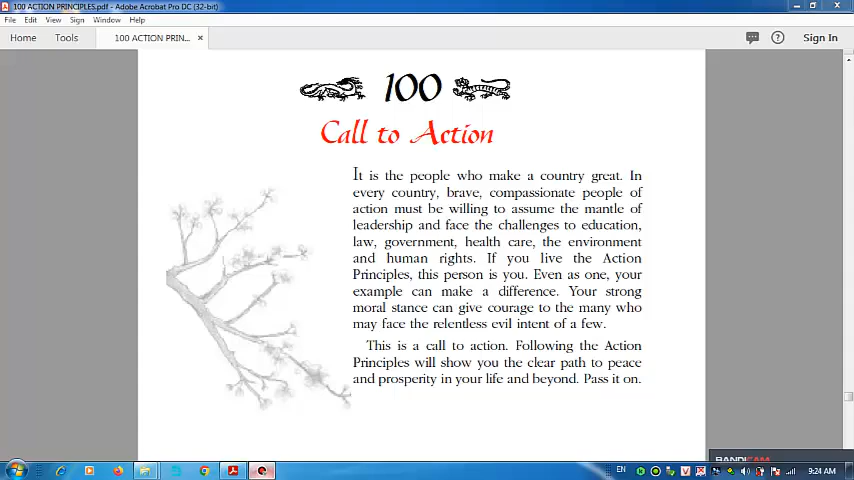 100 ACTION PRINCIPLES.pdf - Adobe Acrobat Pro DC (32-bit)
File Edit View Sign Window Help
Home Tools 100 ACTION PRIN... × Sign In
100
Call to Action
It is the people who make a country great. In
every country, brave, compassionate people of
action must be willing to assume the mantle of
leadership and face the challenges to education,
law, government, health care, the environment
and human rights. If you live the Action
Principles, this person is you. Even as one, your
example can make a difference. Your strong
moral stance can give courage to the many who
may face the relentless evil intent of a few.
This is a call to action. Following the Action
Principles will show you the clear path to peace
and prosperity in your life and beyond. Pass it on.
BANDICAM
EN 9:24 AM